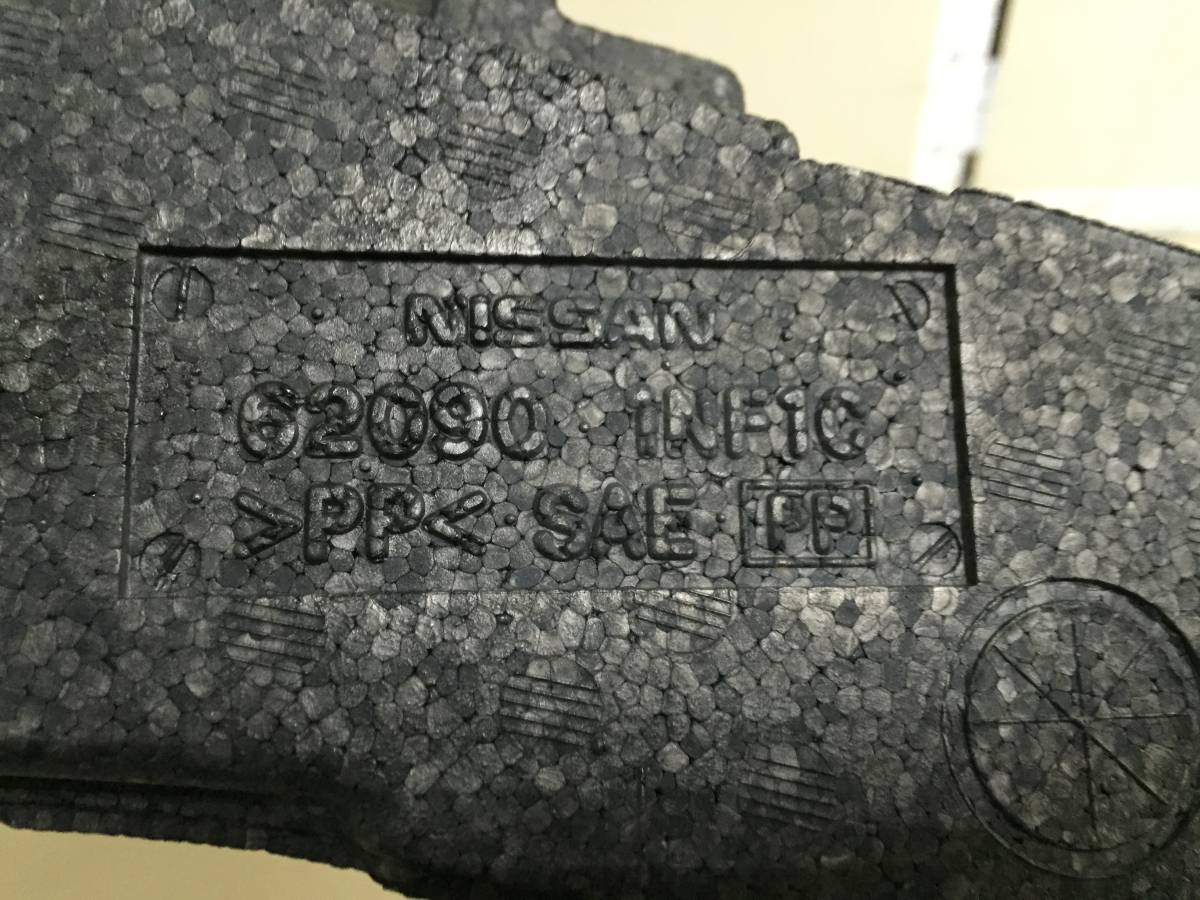 NISSAN
62090 1NF1C
>PP< SAE PP